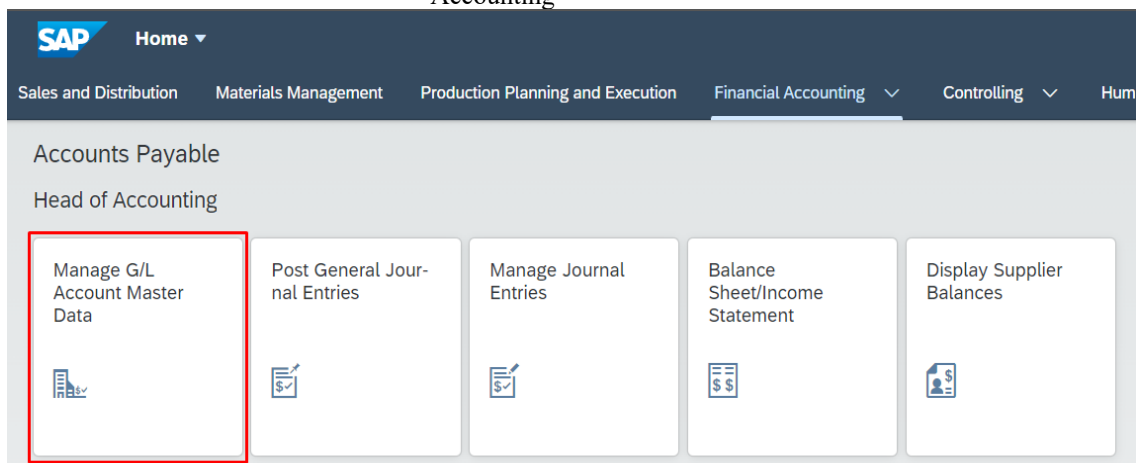 Accounting
SAP Home
Sales and Distribution Materials Management Production Planning and Execution Financial Accounting Controlling Hum
Accounts Payable
Head of Accounting
Manage G/L
Account Master
Data
Post General Jour-
nal Entries
Manage Journal
Entries
Balance
Sheet/Income
Statement
Display Supplier
Balances